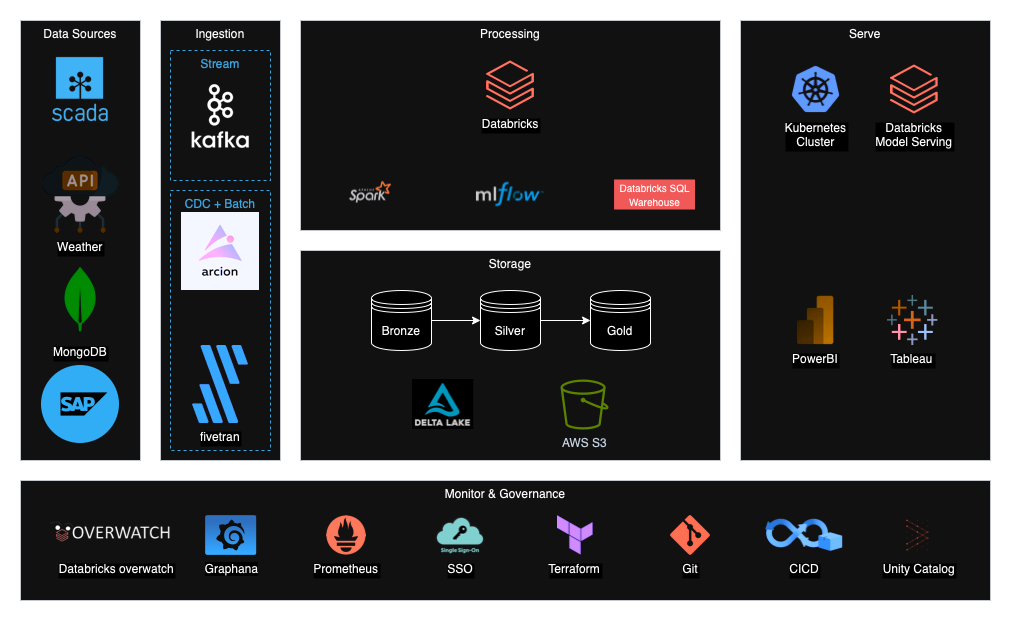 Data Sources
scada
API
Weather
MongoDB
SAP
Ingestion
Stream
kafka
CDC + Batch
arcion
fivetran
Processing
Databricks
APACHE
Spark
mlflow
Databricks SQL
Warehouse
Storage
Bronze
Silver
Gold
DELTA LAKE
AWS S3
Serve
Kubernetes
Cluster
Databricks
Model Serving
PowerBI
Tableau
Monitor & Governance
OVERWATCH
Databricks overwatch
Graphana
Prometheus
Single Sign-On
SSO
Terraform
Git
CICD
Unity Catalog